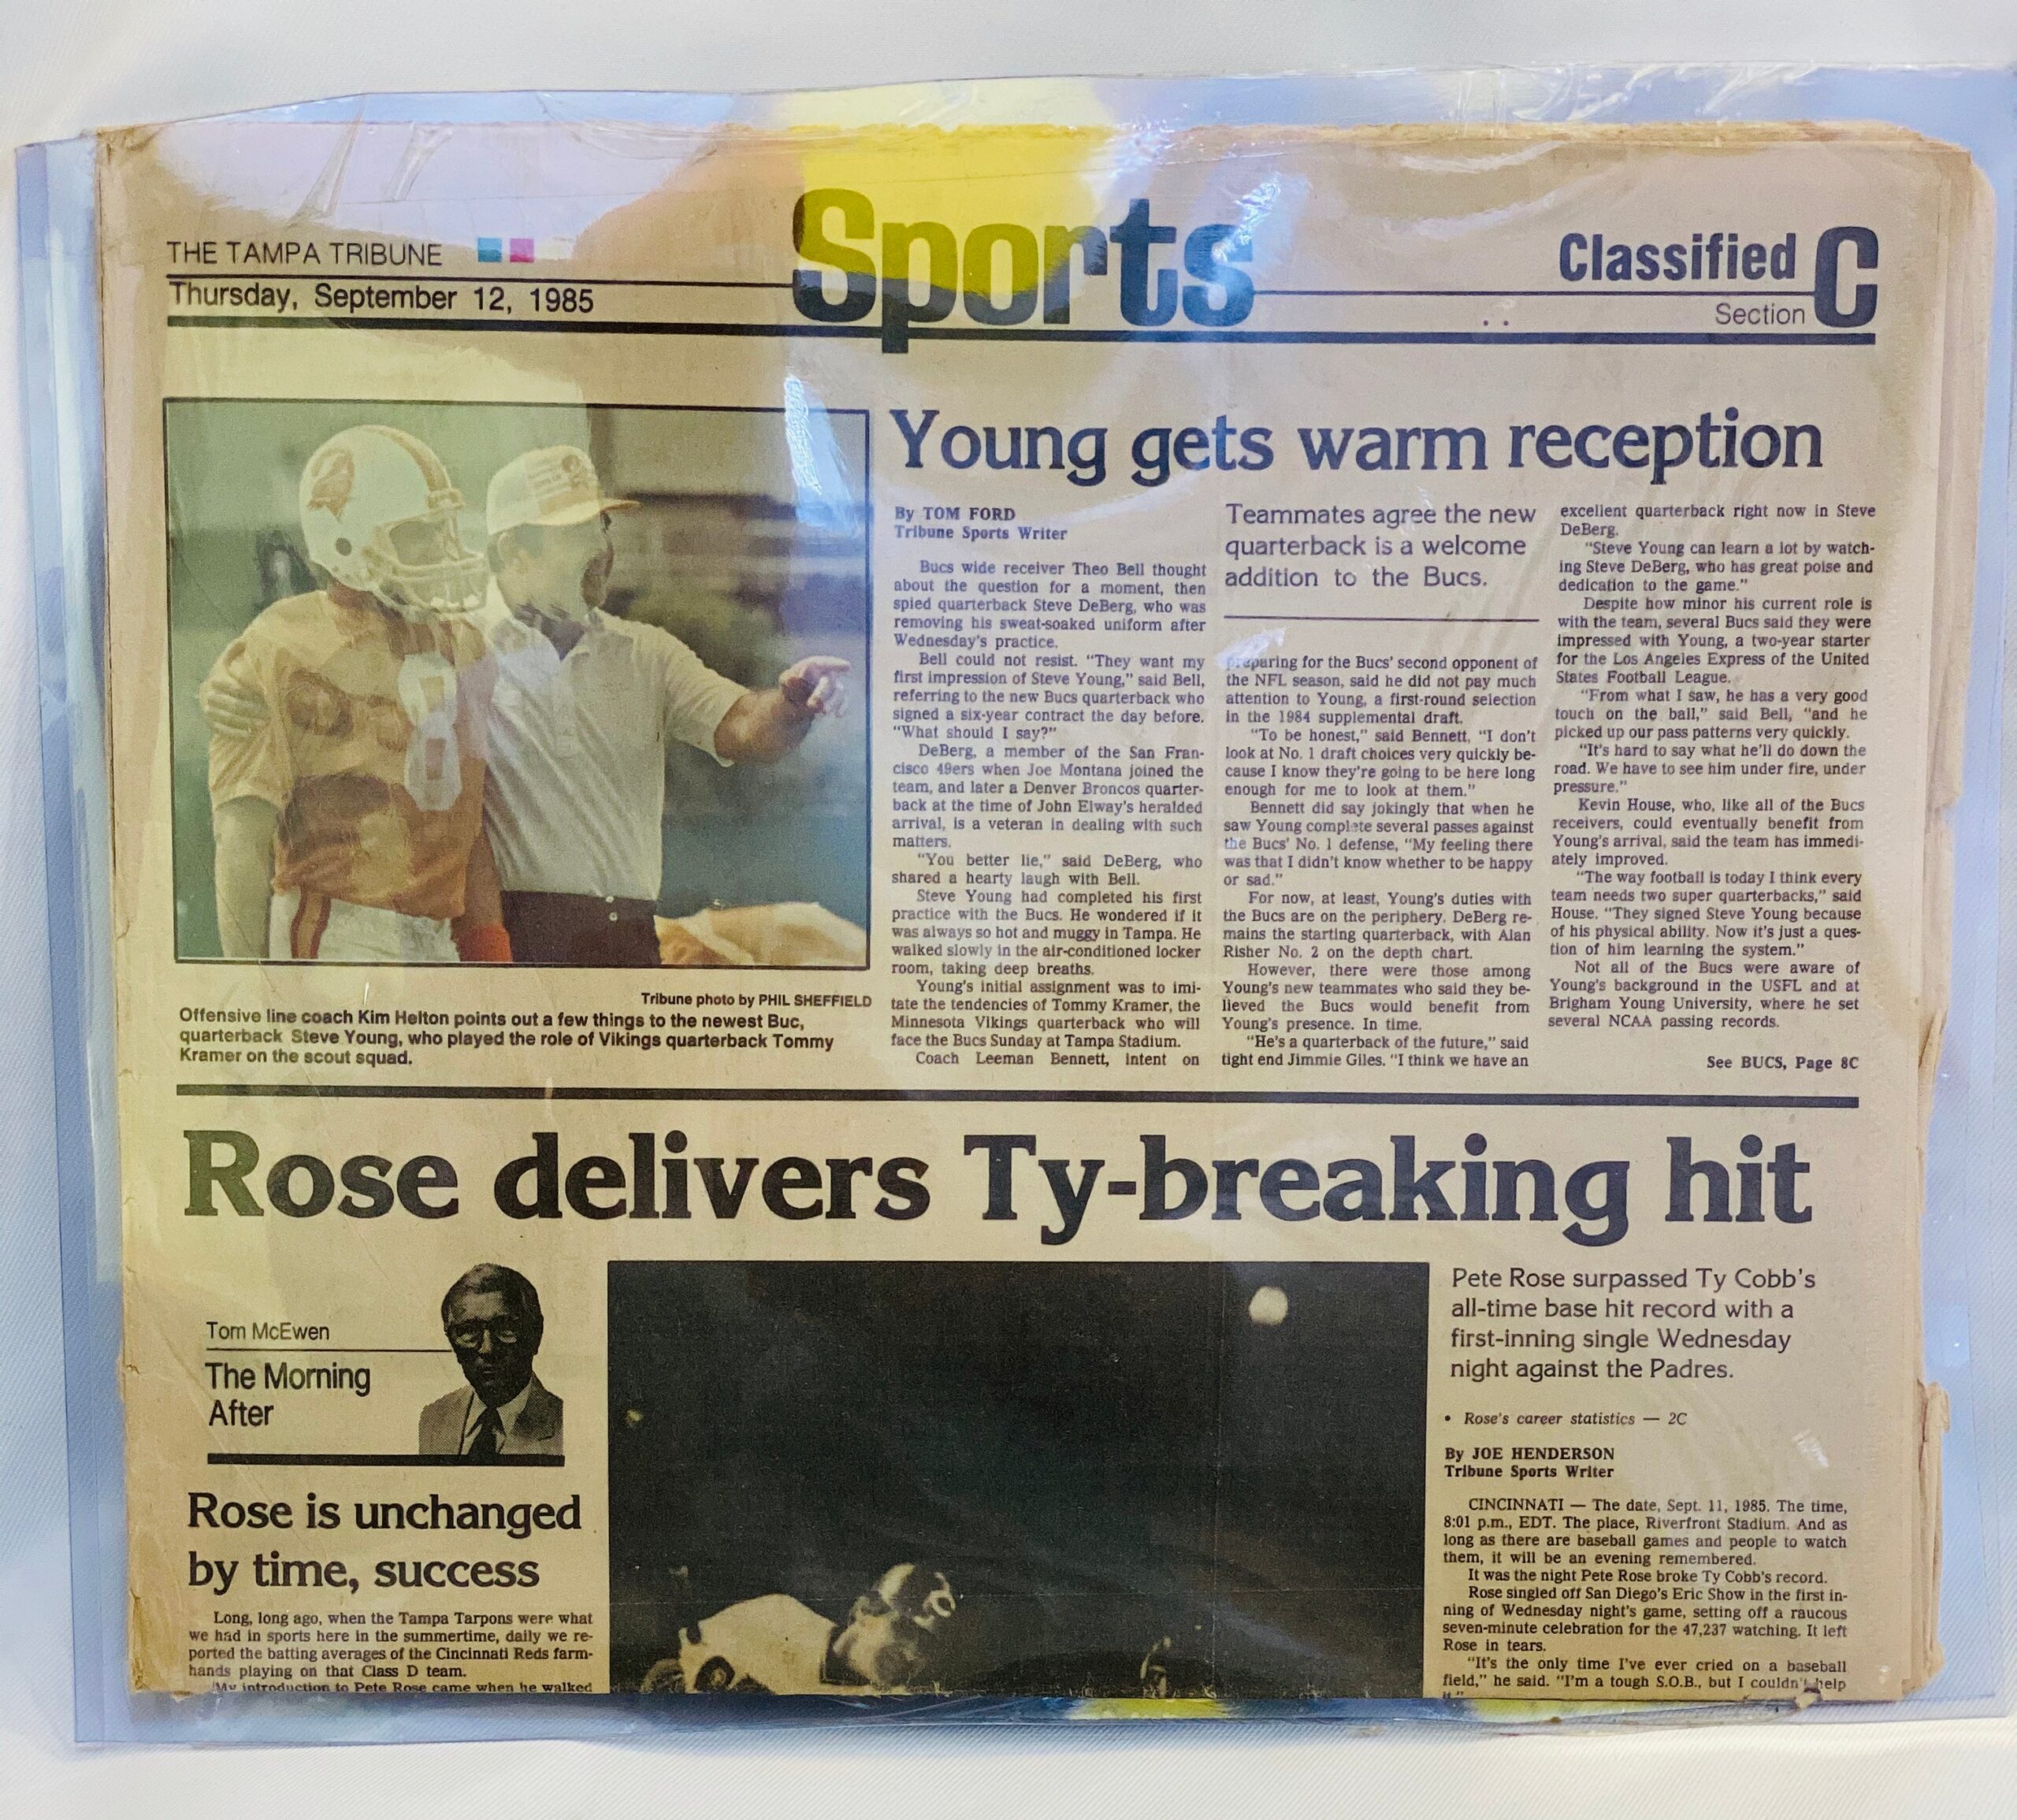 THE TAMPA TRIBUNE
Thursday, September 12, 1985
Sports
Classified
Section
C
Tribune photo by PHIL SHEFFIELD
Offensive line coach Kim Helton points out a few things to the newest Buc,
quarterback Steve Young, who played the role of Vikings quarterback Tommy
Kramer on the scout squad.
Young gets warm reception
By TOM FORD
Tribune Sports Writer
Bucs wide receiver Theo Bell thought
about the question for a moment, then
spied quarterback Steve DeBerg, who was
removing his sweat-soaked uniform after
Wednesday's practice.
Bell could not resist. "They want my
first impression of Steve Young," said Bell,
referring to the new Bucs quarterback who
signed a six-year contract the day before.
"What should I say?"
DeBerg, a member of the San Fran-
cisco 49ers when Joe Montana joined the
team, and later a Denver Broncos quarter-
back at the time of John Elway's heralded
arrival, is a veteran in dealing with such
matters.
"You better lie," said DeBerg, who
shared a hearty laugh with Bell.
Steve Young had completed his first
practice with the Bucs. He wondered if it
was always so hot and muggy in Tampa. He
walked slowly in the air-conditioned locker
room, taking deep breaths.
Young's initial assignment was to imi-
tate the tendencies of Tommy Kramer, the
Minnesota Vikings quarterback who will
face the Bucs Sunday at Tampa Stadium.
Coach Leeman Bennett, intent on
Teammates agree the new
quarterback is a welcome
addition to the Bucs.
preparing for the Bucs' second opponent of
the NFL season, said he did not pay much
attention to Young, a first-round selection
in the 1984 supplemental draft.
"To be honest," said Bennett, "I don't
look at No. 1 draft choices very quickly be-
cause I know they're going to be here long
enough for me to look at them."
Bennett did say jokingly that when he
saw Young complete several passes against
the Bucs' No. 1 defense, "My feeling there
was that I didn't know whether to be happy
or sad."
For now, at least, Young's duties with
the Bucs are on the periphery. DeBerg re-
mains the starting quarterback, with Alan
Risher No. 2 on the depth chart.
However, there were those among
Young's new teammates who said they be-
lieved the Bucs would benefit from
Young's presence. In time.
"He's a quarterback of the future," said
tight end Jimmie Giles. "I think we have an
excellent quarterback right now in Steve
DeBerg.
"Steve Young can learn a lot by watch-
ing Steve DeBerg, who has great poise and
dedication to the game."
Despite how minor his current role is
with the team, several Bucs said they were
impressed with Young, a two-year starter
for the Los Angeles Express of the United
States Football League.
"From what I saw, he has a very good
touch on the ball," said Bell, "and he
picked up our pass patterns very quickly.
"It's hard to say what he'll do down the
road. We have to see him under fire, under
pressure."
Kevin House, who, like all of the Bucs
receivers, could eventually benefit from
Young's arrival, said the team has immedi-
ately improved.
"The way football is today I think every
team needs two super quarterbacks," said
House. "They signed Steve Young because
of his physical ability. Now it's just a ques-
tion of him learning the system."
Not all of the Bucs were aware of
Young's background in the USFL and at
Brigham Young University, where he set
several NCAA passing records.
See BUCS, Page 8C
Rose delivers Ty-breaking hit
Tom McEwen
The Morning
After
Rose is unchanged
by time, success
Long, long ago, when the Tampa Tarpons were what
we had in sports here in the summertime, daily we re-
ported the batting averages of the Cincinnati Reds farm-
hands playing on that Class D team.
My introduction to Pete Rose came when he walked
Pete Rose surpassed Ty Cobb's
all-time base hit record with a
first-inning single Wednesday
night against the Padres.
• Rose's career statistics — 2C
By JOE HENDERSON
Tribune Sports Writer
CINCINNATI — The date, Sept. 11, 1985. The time,
8:01 p.m., EDT. The place, Riverfront Stadium. And as
long as there are baseball games and people to watch
them, it will be an evening remembered.
It was the night Pete Rose broke Ty Cobb's record.
Rose singled off San Diego's Eric Show in the first in-
ning of Wednesday night's game, setting off a raucous
seven-minute celebration for the 47,237 watching. It left
Rose in tears.
"It's the only time I've ever cried on a baseball
field," he said. "I'm a tough S.O.B., but I couldn't help